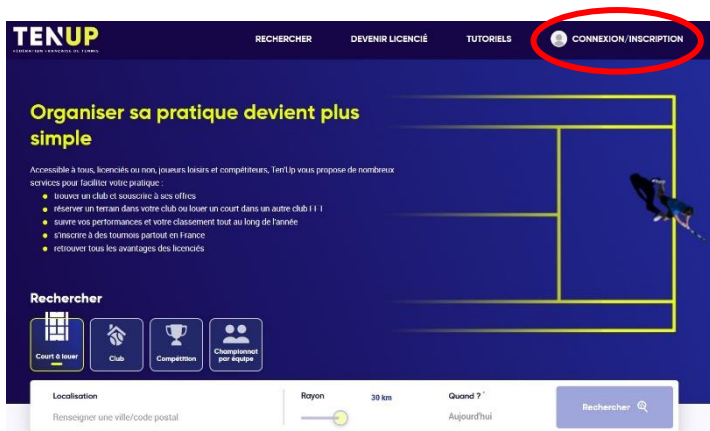 TENUP
FÉDÉRATION FRANÇAISE DE TENNIS
RECHERCHER
DEVENIR LICENCIÉ
TUTORIELS
CONNEXION/INSCRIPTION
Organiser sa pratique devient plus
simple
Accessible à tous, licenciés ou non, joueurs loisirs et compétiteurs, Ten'Up vous propose de nombreux
services pour faciliter votre pratique :
trouver un club et souscrire à ses offres
réserver un terrain dans votre club ou louer un court dans un autre club FFT
suivre vos performances et votre classement tout au long de l'année
s'inscrire à des tournois partout en France
retrouver tous les avantages des licenciés
Rechercher
Court à louer
Club
Compétition
Championnat
par équipe
Localisation
Rayon
30 km
Quand ? *
Renseigner une ville/code postal
Aujourd'hui
Rechercher